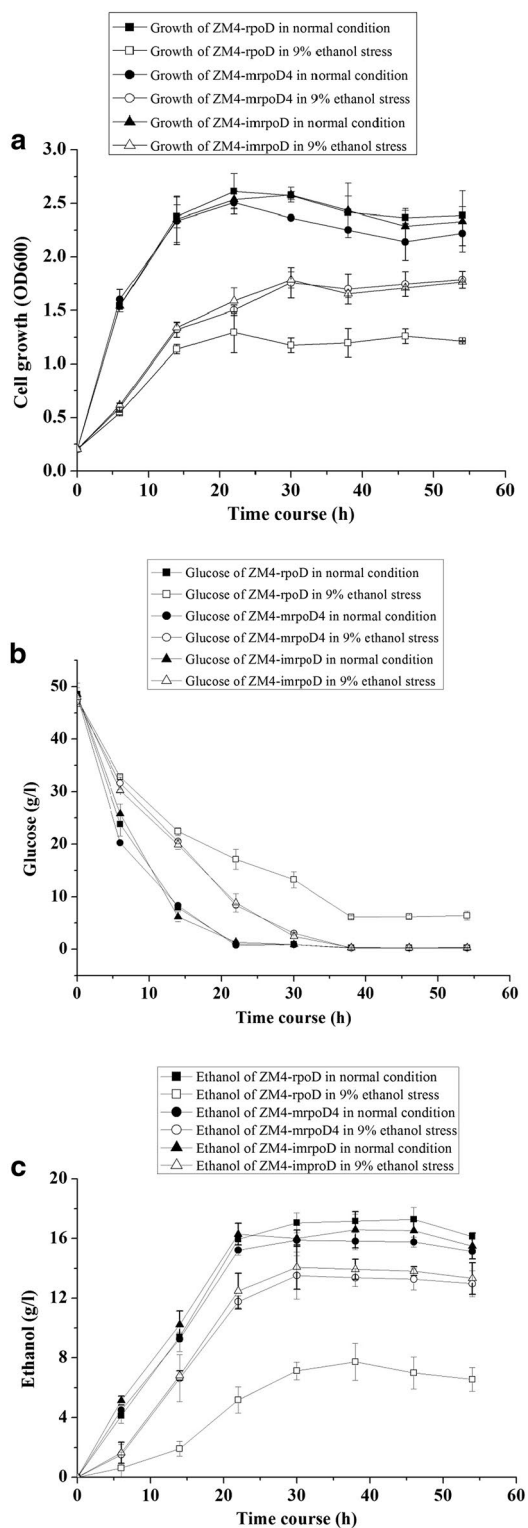 Growth of ZM4-rpoD in normal condition
Growth of ZM4-rpoD in 9% ethanol stress
Growth of ZM4-mrpoD4 in normal condition
Growth of ZM4-mrpoD4 in 9% ethanol stress
Growth of ZM4-imrpoD in normal condition
Growth of ZM4-imrpoD in 9% ethanol stress
a
3.0
2.5
2.0
1.5
1.0
0.5
0.0
Cell growth (OD600)
0 10 20 30 40 50 60
Time course (h)
Glucose of ZM4-rpoD in normal condition
Glucose of ZM4-rpoD in 9% ethanol stress
Glucose of ZM4-mrpoD4 in normal condition
Glucose of ZM4-mrpoD4 in 9% ethanol stress
Glucose of ZM4-imrpoD in normal condition
Glucose of ZM4-imrpoD in 9% ethanol stress
b
50
40
30
20
10
0
Glucose (g/l)
0 10 20 30 40 50 60
Time course (h)
Ethanol of ZM4-rpoD in normal condition
Ethanol of ZM4-rpoD in 9% ethanol stress
Ethanol of ZM4-mrpoD4 in normal condition
Ethanol of ZM4-mrpoD4 in 9% ethanol stress
Ethanol of ZM4-imrpoD in normal condition
Ethanol of ZM4-improD in 9% ethanol stress
c
20
16
12
8
4
0
Ethanol (g/l)
0 10 20 30 40 50 60
Time course (h)